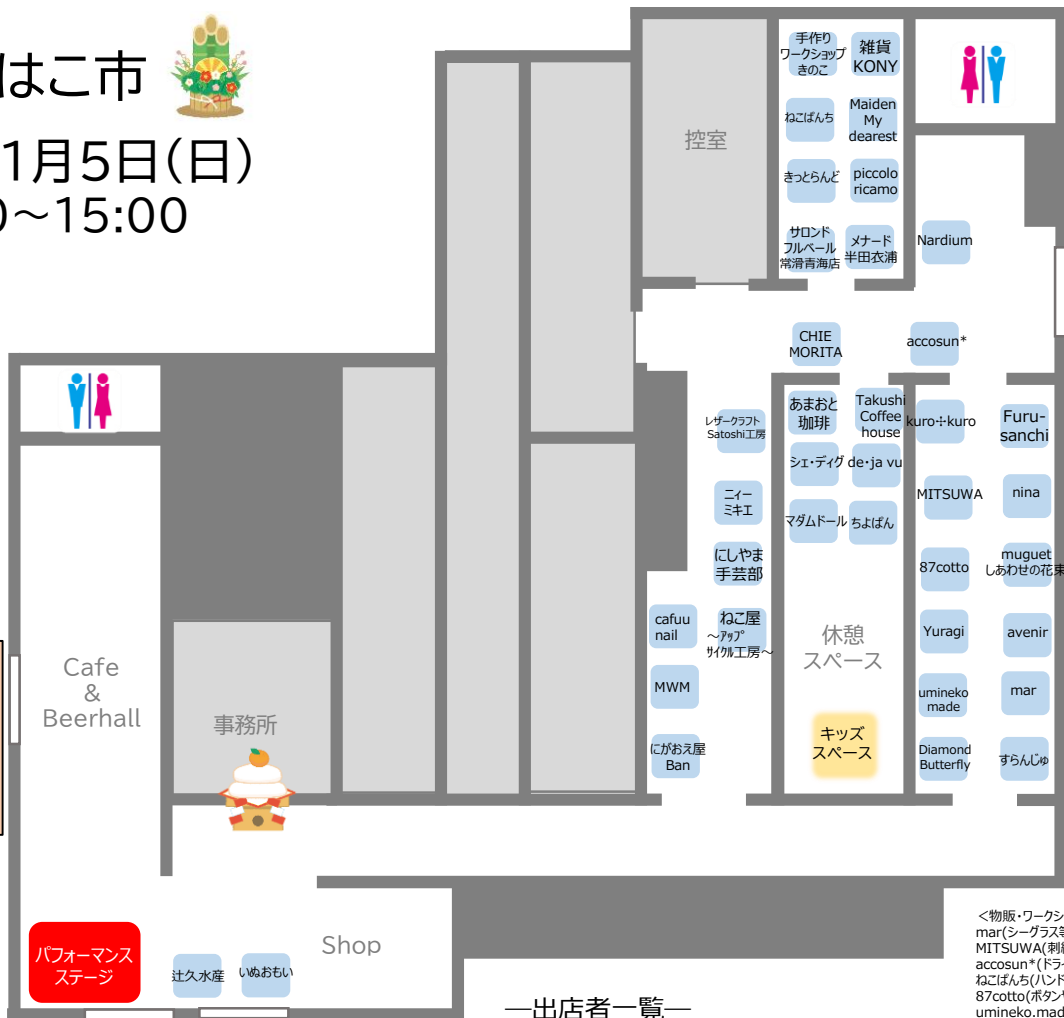 はこ市
1月5日(日)
0～15:00
控室
手作り
ワークショップ
きのこ
雑貨
KONY
ねこぱんち
Maiden
My
dearest
きっとらんど
piccolo
ricamo
サロンド
フルベール
常滑青海店
メナード
半田衣浦
Nardium
CHIE
MORITA
accosun*
レザークラフト
Satoshi工房
ニィー
ミキエ
にしやま
手芸部
cafuu
nail
ねこ屋
～アップ
サイクル工房～
MWM
にがおえ屋
Ban
あまおと
珈琲
Takushi
Coffee
house
シェ・ディグ
de・ja vu
マダムドール
ちよぱん
休憩
スペース
キッズ
スペース
kuro÷kuro
Furu-
sanchi
MITSUWA
nina
87cotto
muguet
しあわせの花束
Yuragi
avenir
umineko
made
mar
Diamond
Butterfly
すらんじゅ
Cafe
&
Beerhall
事務所
パフォーマンス
ステージ
辻久水産
いぬおもい
Shop
―出店者一覧―
＜物販・ワークシ
mar(シーグラス等
MITSUWA(刺繍
accosun*(ドラ
ねこぱんち(ハンド
87cotto(ボタン
umineko.mad